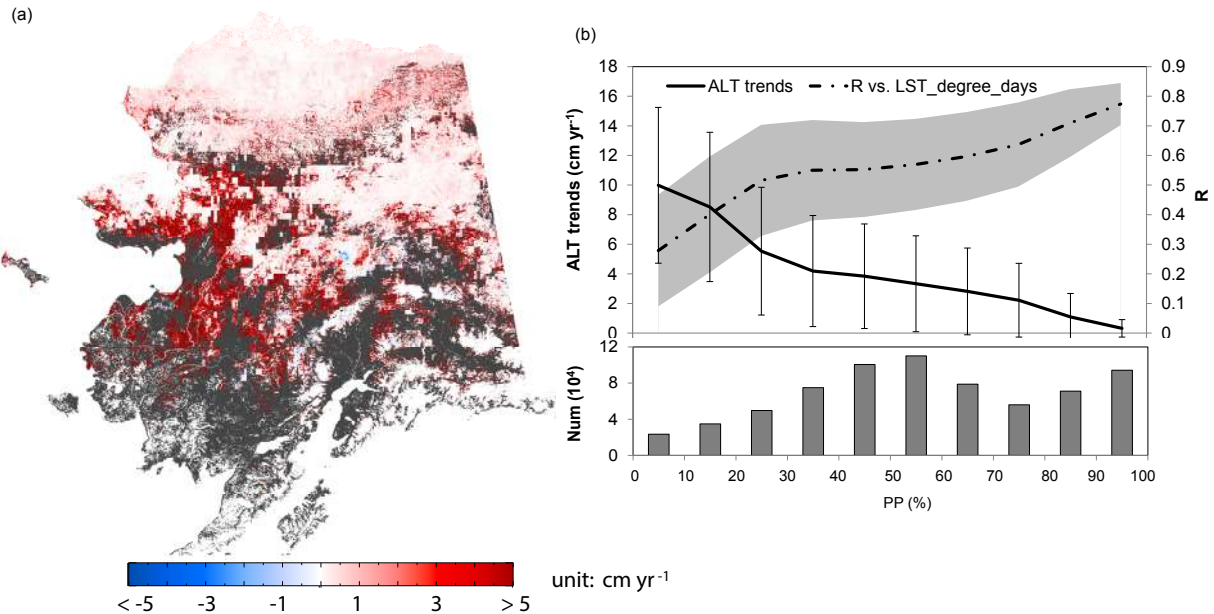 (a)
(b)
ALT trends R vs. LST_degree_days
ALT trends (cm yr-1)
18
16
14
12
10
8
6
4
2
0
0.9
0.8
0.7
0.6
0.5
0.4
0.3
0.2
0.1
0
R
Num (10⁴)
12
8
4
0
0 10 20 30 40 50 60 70 80 90 100
PP (%)
< -5 -3 -1 1 3 > 5
unit: cm yr -1